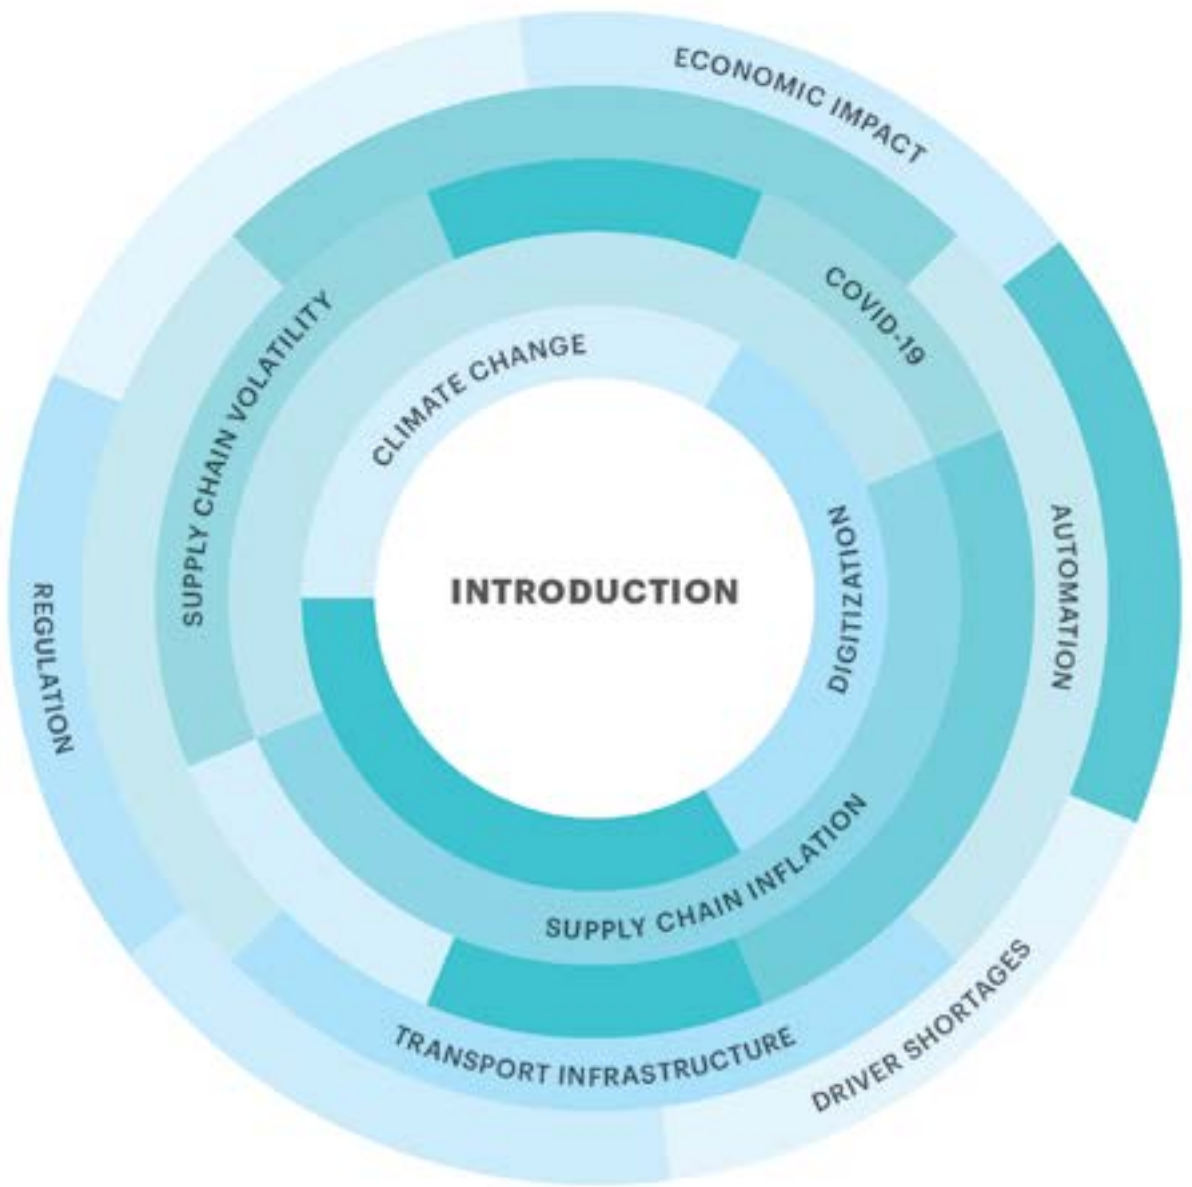 ECONOMIC IMPACT
COVID-19
SUPPLY CHAIN VOLATILITY
CLIMATE CHANGE
DIGITIZATION
AUTOMATION
INTRODUCTION
REGULATION
SUPPLY CHAIN INFLATION
TRANSPORT INFRASTRUCTURE
DRIVER SHORTAGES